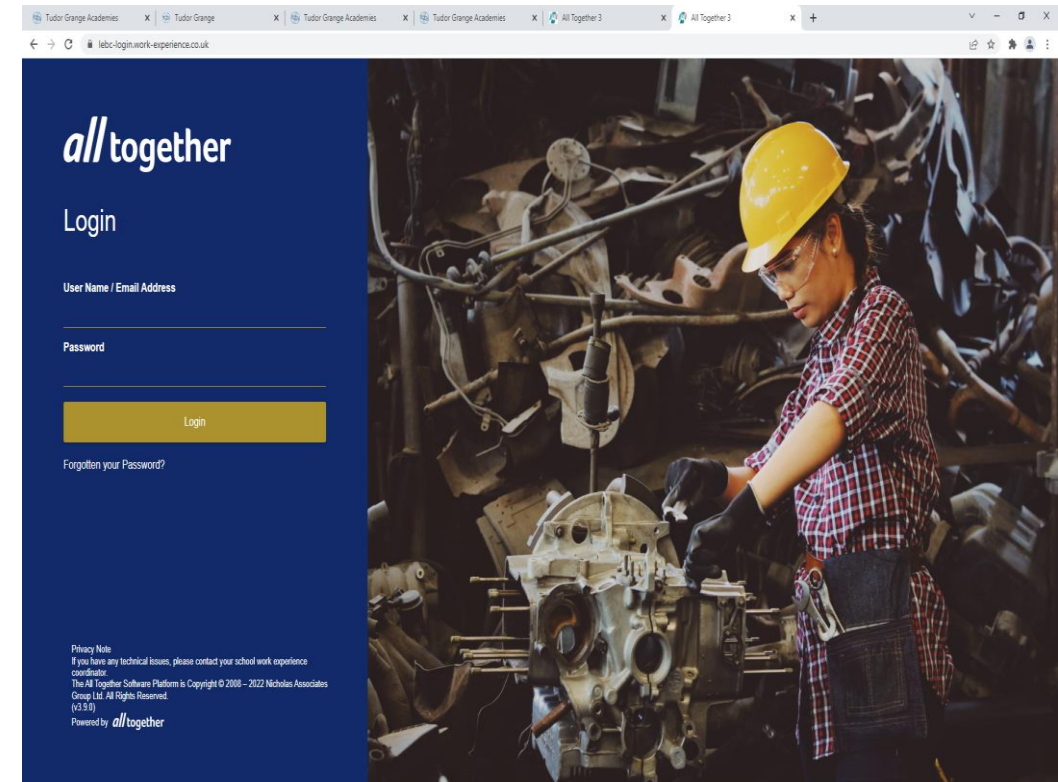 Tudor Grange Academies
Tudor Grange
Tudor Grange Academies
Tudor Grange Academies
All Together 3
All Together 3
lebc-login.work-experience.co.uk
all together
Login
User Name / Email Address
Password
Login
Forgotten your Password?
Privacy Note
If you have any technical issues, please contact your school work experience
coordinator.
The All Together Software Platform is Copyright © 2008 – 2022 Nicholas Associates
Group Ltd. All Rights Reserved.
(v3.9.0)
Powered by all together